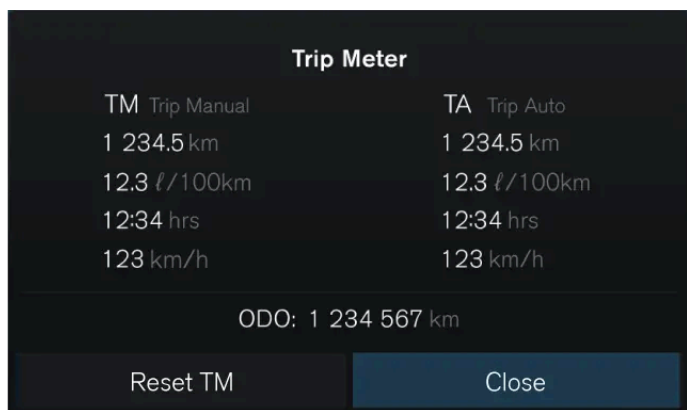 Trip Meter
TM Trip Manual
1 234.5 km
12.3 ℓ/100km
12:34 hrs
123 km/h
TA Trip Auto
1 234.5 km
12.3 ℓ/100km
12:34 hrs
123 km/h
ODO: 1 234 567 km
Reset TM
Close